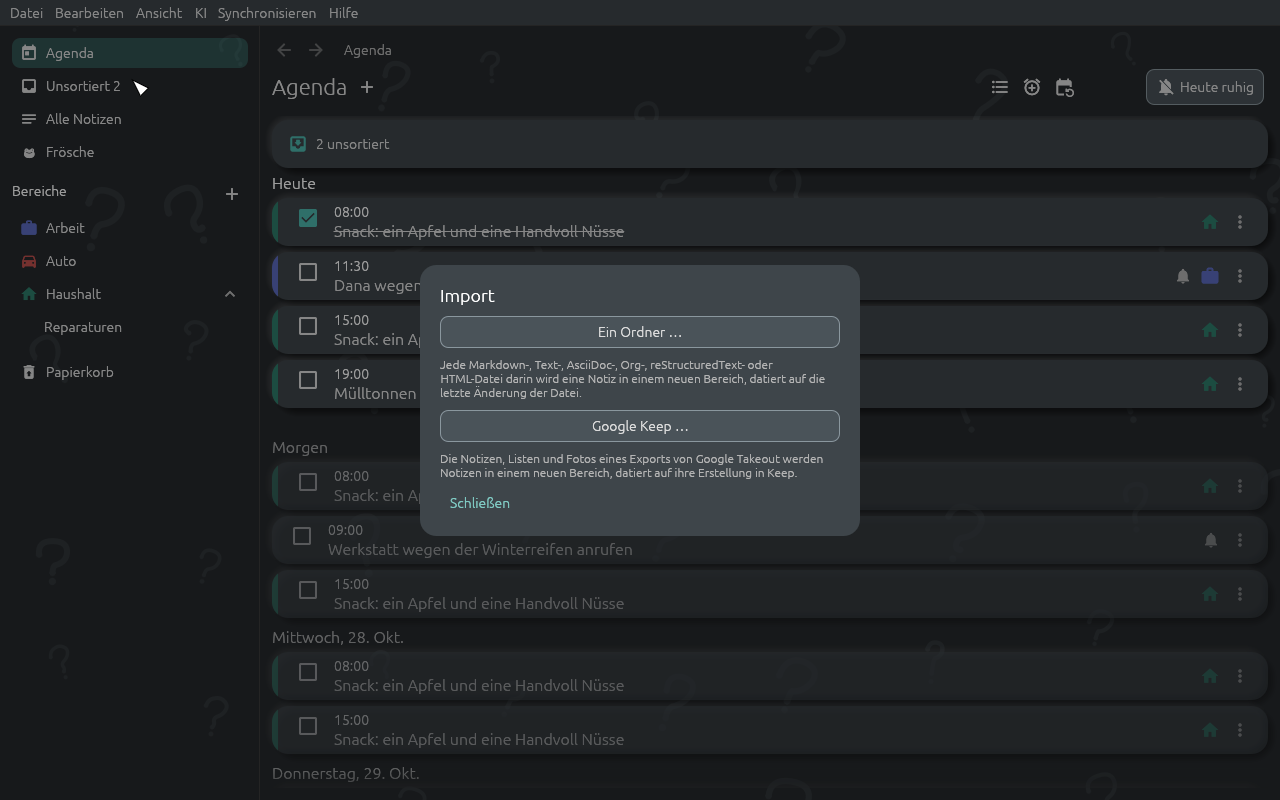 Datei Bearbeiten Ansicht KI Synchronisieren Hilfe
Agenda
Unsortiert 2
Alle Notizen
Frösche
Bereiche
Arbeit
Auto
Haushalt
Reparaturen
Papierkorb
Agenda
Agenda
Heute ruhig
2 unsortiert
Heute
08:00
Snack: ein Apfel und eine Handvoll Nüsse
11:30
Dana wegen
15:00
Snack: ein Ap
19:00
Mülltonnen
Morgen
08:00
Snack: ein Ap
09:00
Werkstatt wegen der Winterreifen anrufen
15:00
Snack: ein Apfel und eine Handvoll Nüsse
Mittwoch, 28. Okt.
08:00
Snack: ein Apfel und eine Handvoll Nüsse
15:00
Snack: ein Apfel und eine Handvoll Nüsse
Donnerstag, 29. Okt.
Import
Ein Ordner …
Jede Markdown-, Text-, AsciiDoc-, Org-, reStructuredText- oder
HTML-Datei darin wird eine Notiz in einem neuen Bereich, datiert auf die
letzte Änderung der Datei.
Google Keep …
Die Notizen, Listen und Fotos eines Exports von Google Takeout werden
Notizen in einem neuen Bereich, datiert auf ihre Erstellung in Keep.
Schließen